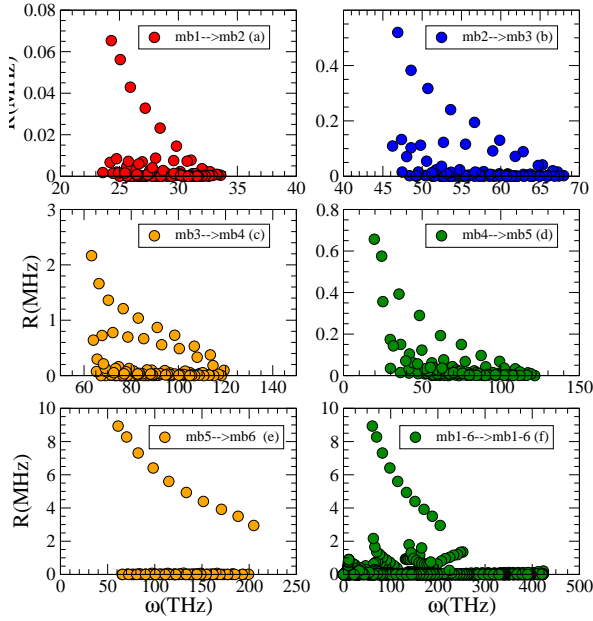 0.08
0.06
0.04
0.02
0
R(MHz)
mb1-->mb2 (a)
20 25 30 35 40
0.4
0.2
0
mb2-->mb3 (b)
40 45 50 55 60 65 70
3
2
1
0
R(MHz)
mb3-->mb4 (c)
60 80 100 120 140
0.8
0.6
0.4
0.2
0
mb4-->mb5 (d)
0 50 100 150
10
8
6
4
2
0
R(MHz)
mb5-->mb6 (e)
0 50 100 150 200 250
ω(THz)
10
8
6
4
2
0
mb1-6-->mb1-6 (f)
0 100 200 300 400 500
ω(THz)